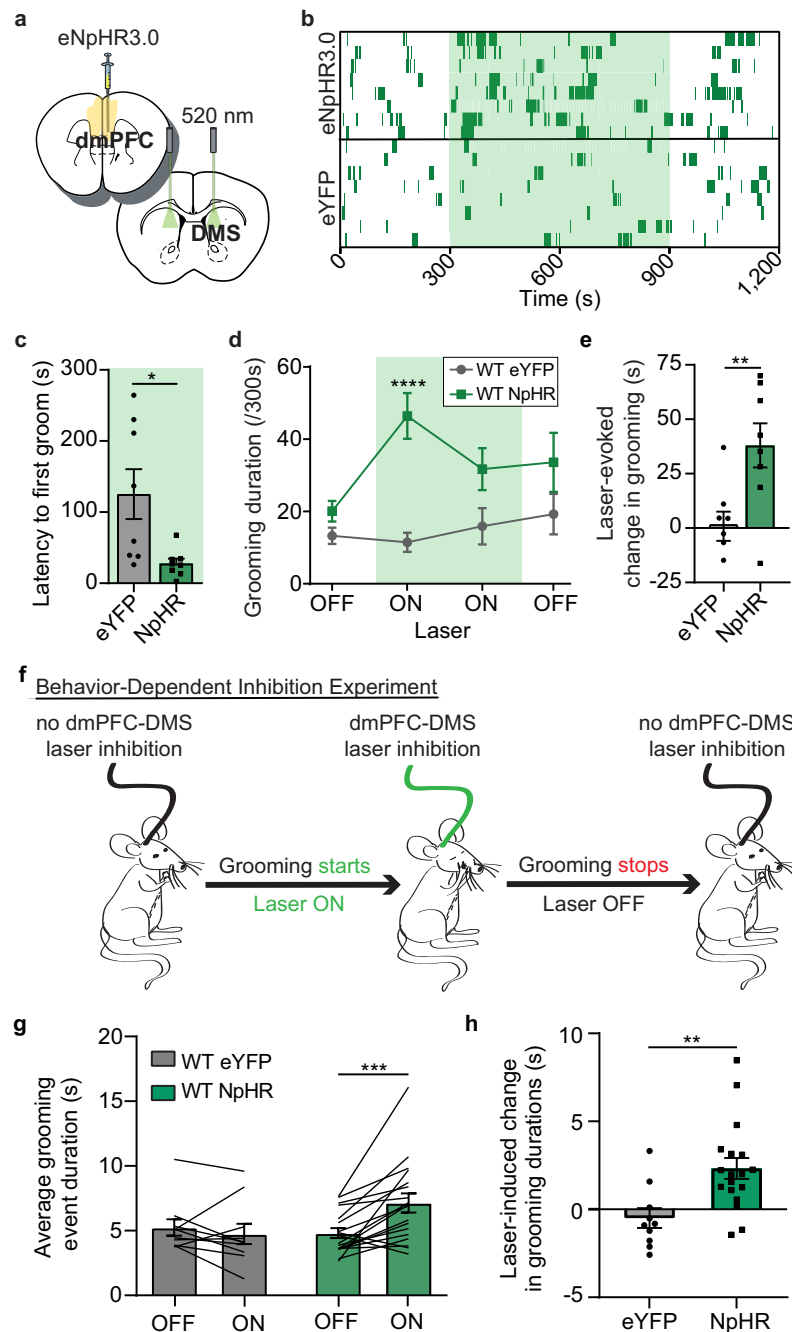 a
eNpHR3.0
dmPFC
520 nm
DMS
b
eNpHR3.0
eYFP
0
300
600
900
1,200
Time (s)
c
Latency to first groom (s)
300
200
100
0
*
eYFP
NpHR
d
Grooming duration (/300s)
60
40
20
0
****
WT eYFP
WT NpHR
OFF
ON
ON
OFF
Laser
e
Laser-evoked
change in grooming (s)
75
50
25
0
-25
**
eYFP
NpHR
f
Behavior-Dependent Inhibition Experiment
no dmPFC-DMS
laser inhibition
dmPFC-DMS
laser inhibition
no dmPFC-DMS
laser inhibition
Grooming starts
Laser ON
Grooming stops
Laser OFF
g
Average grooming
event duration (s)
20
15
10
5
0
WT eYFP
WT NpHR
***
OFF
ON
OFF
ON
h
Laser-induced change
in grooming durations (s)
10
5
0
-5
**
eYFP
NpHR